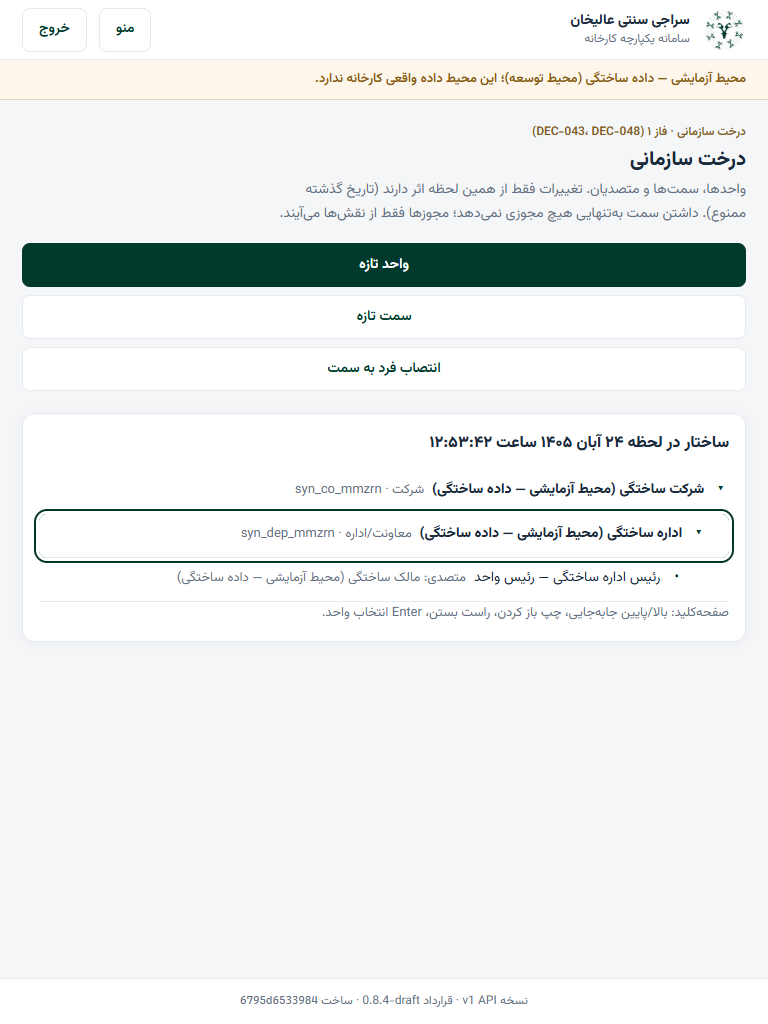 سراجی سنتی عالیخان
سامانه یکپارچه کارخانه
منو
خروج
محیط آزمایشی — داده ساختگی (محیط توسعه)؛ این محیط داده واقعی کارخانه ندارد.
درخت سازمانی · فاز ۱ (DEC-043، DEC-048)
درخت سازمانی
واحدها، سمت‌ها و متصدیان. تغییرات فقط از همین لحظه اثر دارند (تاریخ گذشته
ممنوع). داشتن سمت به‌تنهایی هیچ مجوزی نمی‌دهد؛ مجوزها فقط از نقش‌ها می‌آیند.
واحد تازه
سمت تازه
انتصاب فرد به سمت
ساختار در لحظه ۲۴ آبان ۱۴۰۵ ساعت ۱۲:۵۳:۴۲
▾ شرکت ساختگی (محیط آزمایشی — داده ساختگی) شرکت · syn_co_mmzrn
▾ اداره ساختگی (محیط آزمایشی — داده ساختگی) معاونت/اداره · syn_dep_mmzrn
• رئیس اداره ساختگی — رئیس واحد متصدی: مالک ساختگی (محیط آزمایشی — داده ساختگی)
صفحه‌کلید: بالا/پایین جابه‌جایی، چپ باز کردن، راست بستن، Enter انتخاب واحد.
نسخه v1 API · قرارداد 0.8.4-draft · ساخت 6795d6533984